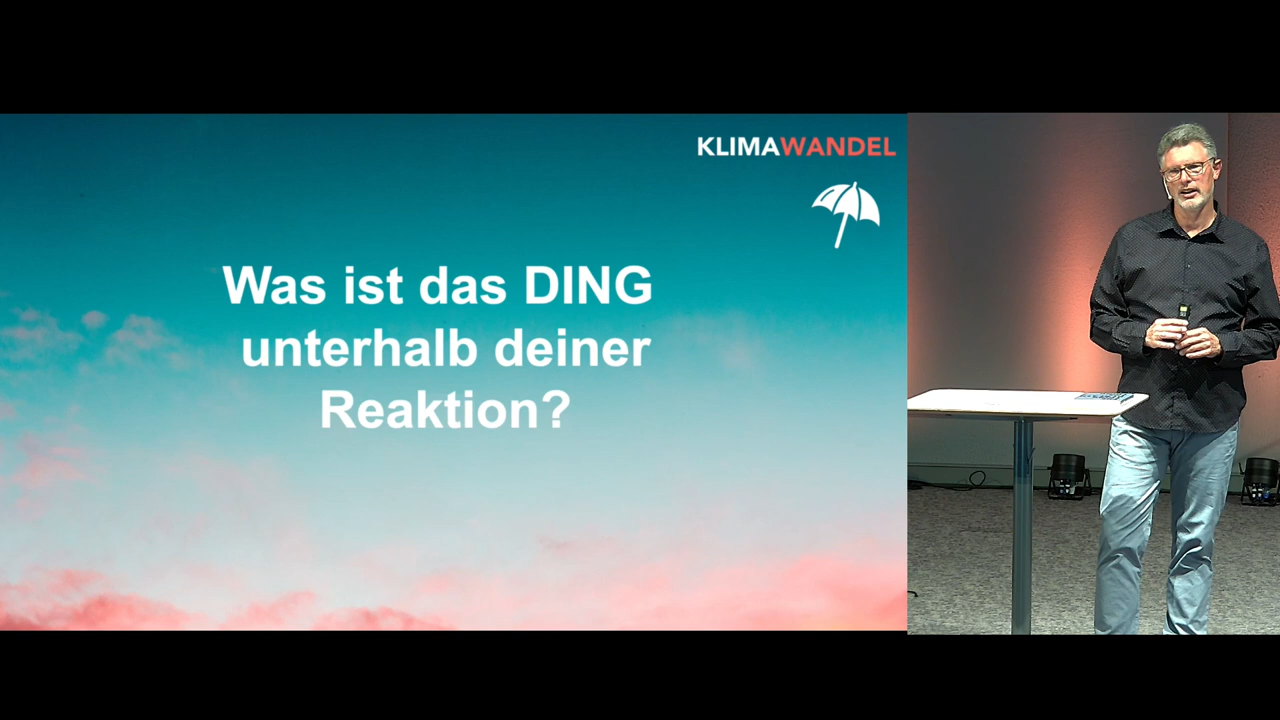 KLIMAWANDEL
Was ist das DING
unterhalb deiner
Reaktion?